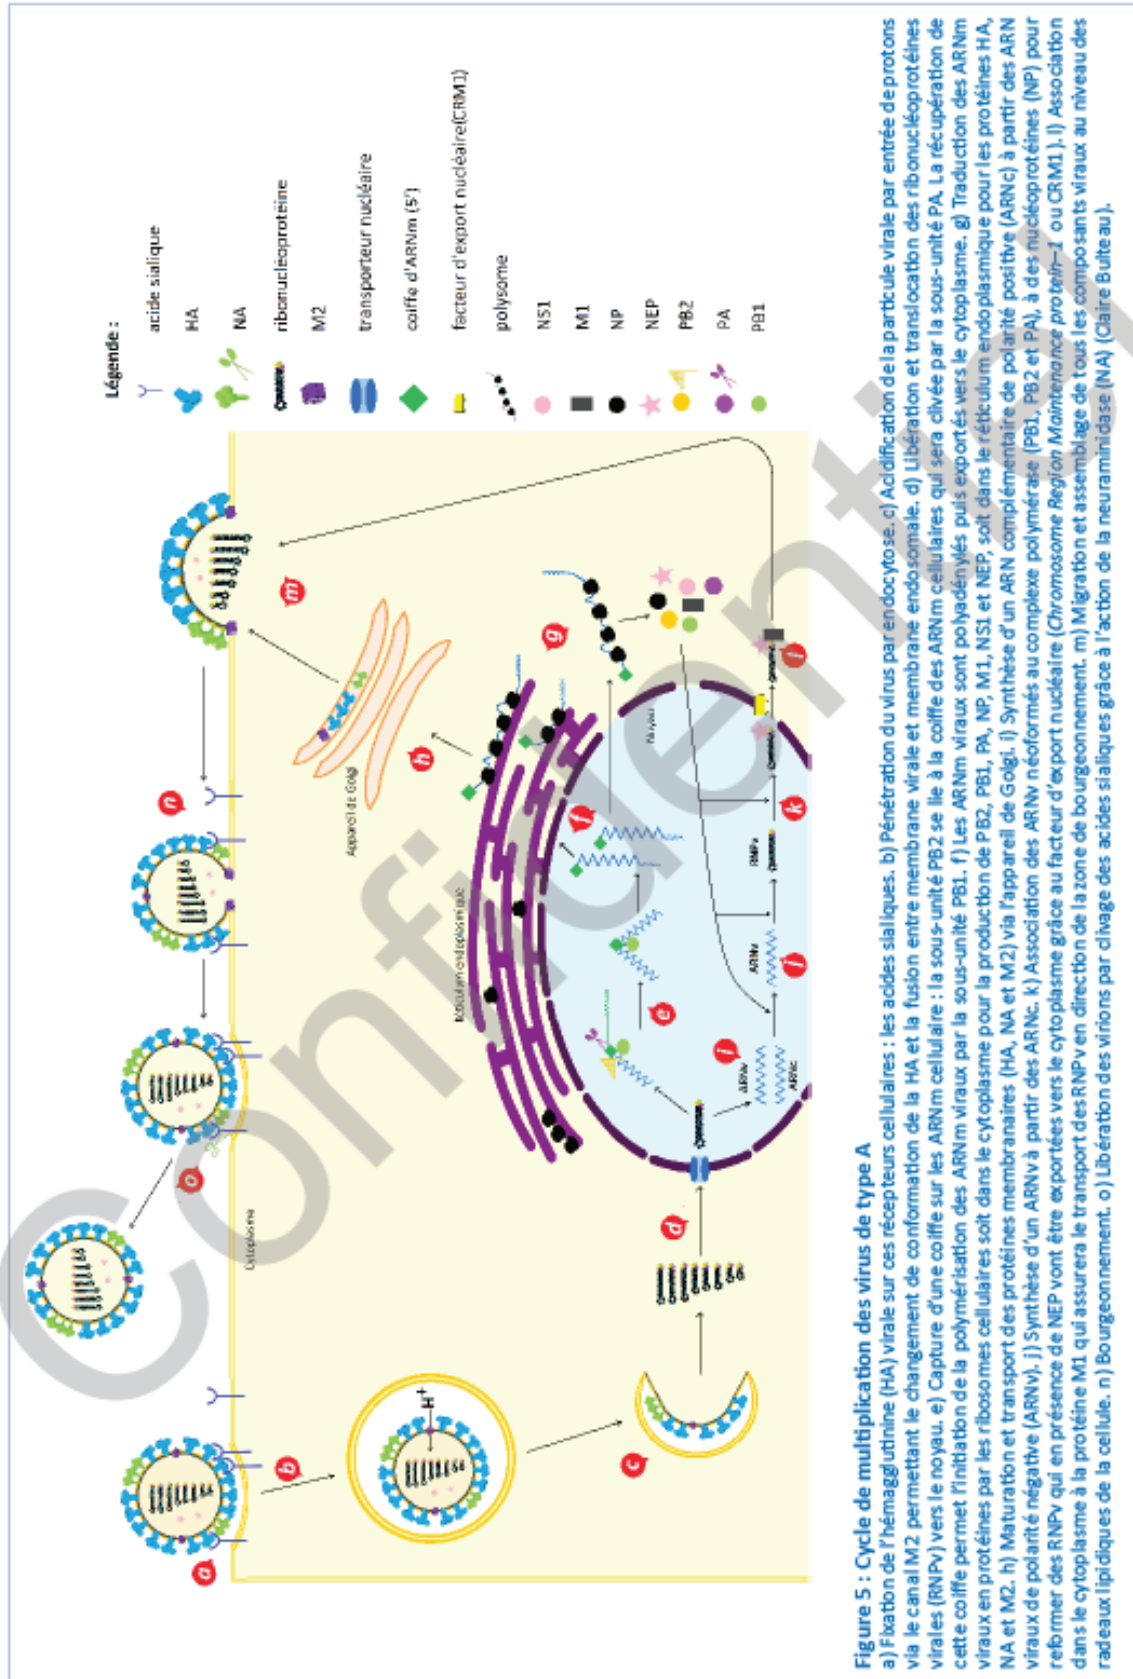 Légende :
acide sialique
HA
NA
ribonucléoprotéine
M2
transporteur nucléaire
coiffe d'ARNm (5')
facteur d'export nucléaire(CRM1)
polysome
NS1
M1
NP
NEP
PB2
PA
PB1
a
b
H+
c
d
e
f
g
h
i
j
k
l
m
n
o
Cytoplasme
Réticulum endoplasmique
Appareil de Golgi
Noyau
ARNv
ARNc
ARNv
RNPv
Confidentiel
Figure 5 : Cycle de multiplication des virus de type A
a) Fixation de l'hémagglutinine (HA) virale sur ces récepteurs cellulaires : les acides sialiques. b) Pénétration du virus par endocytose. c) Acidification de la particule virale par entrée de protons
via le canal M2 permettant le changement de conformation de la HA et la fusion entre membrane virale et membrane endosomale. d) Libération et translocation des ribonucléoprotéines
virales (RNPv) vers le noyau. e) Capture d'une coiffe sur les ARNm cellulaire : la sous-unité PB2 se lie à la coiffe des ARNm cellulaires qui sera clivée par la sous-unité PA. La récupération de
cette coiffe permet l'initiation de la polymérisation des ARNm viraux par la sous-unité PB1. f) Les ARNm viraux sont polyadénylés puis exportés vers le cytoplasme. g) Traduction des ARNm
viraux en protéines par les ribosomes cellulaires soit dans le cytoplasme pour la production de PB2, PB1, PA, NP, M1, NS1 et NEP, soit dans le réticulum endoplasmique pour les protéines HA,
NA et M2. h) Maturation et transport des protéines membranaires (HA, NA et M2) via l'appareil de Golgi. i) Synthèse d'un ARN complémentaire de polarité positive (ARNc) à partir des ARN
viraux de polarité négative (ARNv). j) Synthèse d'un ARNv à partir des ARNc. k) Association des ARNv néoformés au complexe polymérase (PB1, PB2 et PA), à des nucléoprotéines (NP) pour
reformer des RNPv qui en présence de NEP vont être exportées vers le cytoplasme grâce au facteur d'export nucléaire (Chromosome Region Maintenance protein–1 ou CRM1). l) Association
dans le cytoplasme à la protéine M1 qui assurera le transport des RNPv en direction de la zone de bourgeonnement. m) Migration et assemblage de tous les composants viraux au niveau des
radeaux lipidiques de la cellule. n) Bourgeonnement. o) Libération des virions par clivage des acides sialiques grâce à l'action de la neuraminidase (NA) (Claire Bulteau).